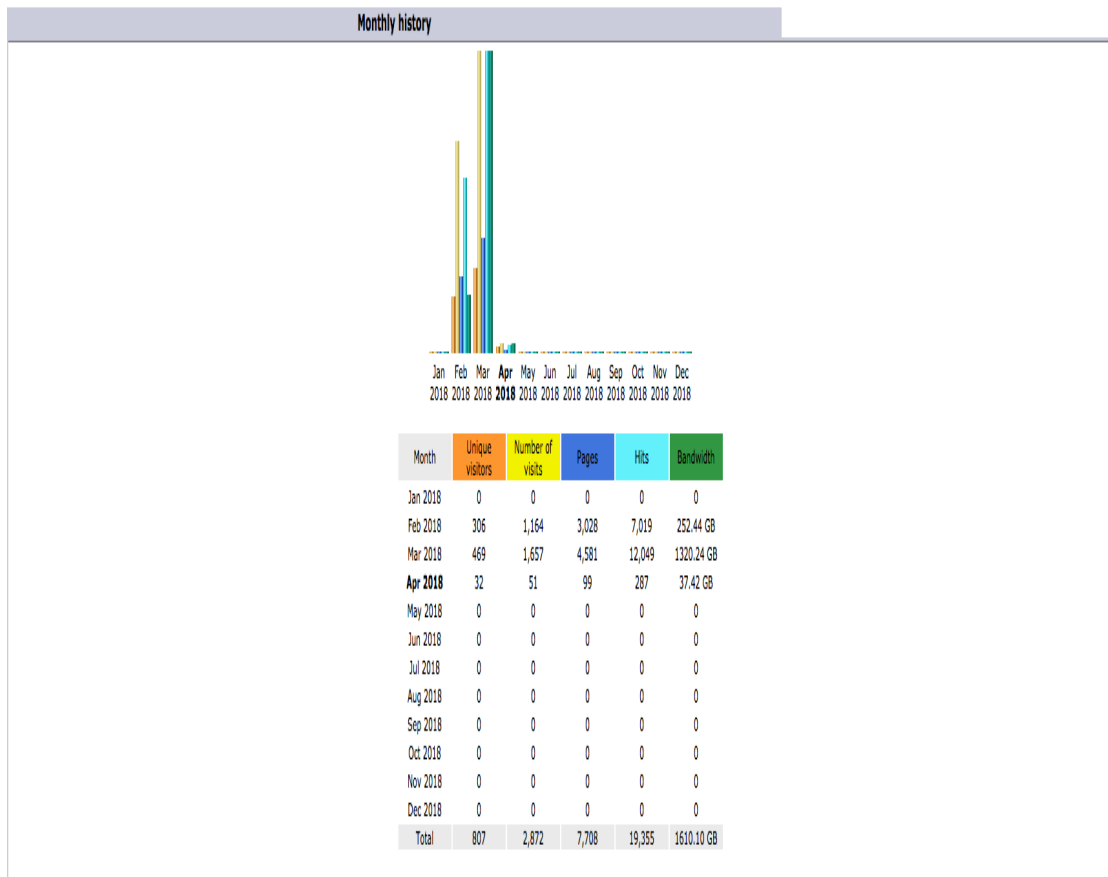 Monthly history
Jan Feb Mar Apr May Jun Jul Aug Sep Oct Nov Dec
2018 2018 2018 2018 2018 2018 2018 2018 2018 2018 2018 2018
Month Unique visitors Number of visits Pages Hits Bandwidth
Jan 2018 0 0 0 0 0
Feb 2018 306 1,164 3,028 7,019 252.44 GB
Mar 2018 469 1,657 4,581 12,049 1320.24 GB
Apr 2018 32 51 99 287 37.42 GB
May 2018 0 0 0 0 0
Jun 2018 0 0 0 0 0
Jul 2018 0 0 0 0 0
Aug 2018 0 0 0 0 0
Sep 2018 0 0 0 0 0
Oct 2018 0 0 0 0 0
Nov 2018 0 0 0 0 0
Dec 2018 0 0 0 0 0
Total 807 2,872 7,708 19,355 1610.10 GB